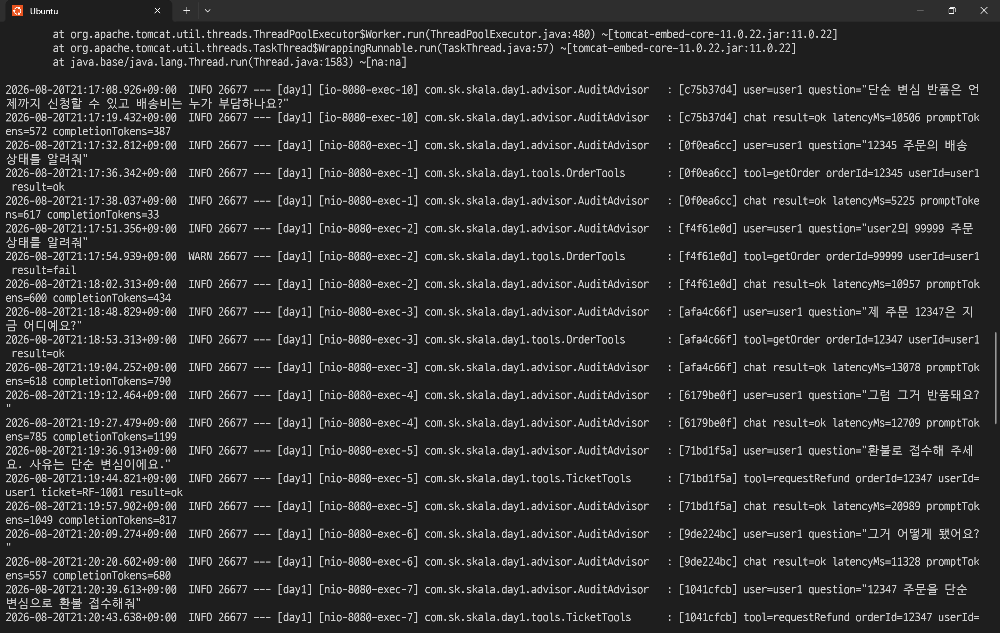 Ubuntu
at org.apache.tomcat.util.threads.ThreadPoolExecutor$Worker.run(ThreadPoolExecutor.java:480) ~[tomcat-embed-core-11.0.22.jar:11.0.22]
at org.apache.tomcat.util.threads.TaskThread$WrappingRunnable.run(TaskThread.java:57) ~[tomcat-embed-core-11.0.22.jar:11.0.22]
at java.base/java.lang.Thread.run(Thread.java:1583) ~[na:na]
2026-08-20T21:17:08.926+09:00  INFO 26677 --- [day1] [io-8080-exec-10] com.sk.skala.day1.advisor.AuditAdvisor   : [c75b37d4] user=user1 question="단순 변심 반품은 언
제까지 신청할 수 있고 배송비는 누가 부담하나요?"
2026-08-20T21:17:19.432+09:00  INFO 26677 --- [day1] [io-8080-exec-10] com.sk.skala.day1.advisor.AuditAdvisor   : [c75b37d4] chat result=ok latencyMs=10506 promptTok
ens=572 completionTokens=387
2026-08-20T21:17:32.812+09:00  INFO 26677 --- [day1] [nio-8080-exec-1] com.sk.skala.day1.advisor.AuditAdvisor   : [0f0ea6cc] user=user1 question="12345 주문의 배송
상태를 알려줘"
2026-08-20T21:17:36.342+09:00  INFO 26677 --- [day1] [nio-8080-exec-1] com.sk.skala.day1.tools.OrderTools       : [0f0ea6cc] tool=getOrder orderId=12345 userId=user1
 result=ok
2026-08-20T21:17:38.037+09:00  INFO 26677 --- [day1] [nio-8080-exec-1] com.sk.skala.day1.advisor.AuditAdvisor   : [0f0ea6cc] chat result=ok latencyMs=5225 promptToke
ns=617 completionTokens=33
2026-08-20T21:17:51.356+09:00  INFO 26677 --- [day1] [nio-8080-exec-2] com.sk.skala.day1.advisor.AuditAdvisor   : [f4f61e0d] user=user1 question="user2의 99999 주문
상태를 알려줘"
2026-08-20T21:17:54.939+09:00  WARN 26677 --- [day1] [nio-8080-exec-2] com.sk.skala.day1.tools.OrderTools       : [f4f61e0d] tool=getOrder orderId=99999 userId=user1
 result=fail
2026-08-20T21:18:02.313+09:00  INFO 26677 --- [day1] [nio-8080-exec-2] com.sk.skala.day1.advisor.AuditAdvisor   : [f4f61e0d] chat result=ok latencyMs=10957 promptTok
ens=600 completionTokens=434
2026-08-20T21:18:48.829+09:00  INFO 26677 --- [day1] [nio-8080-exec-3] com.sk.skala.day1.advisor.AuditAdvisor   : [afa4c66f] user=user1 question="제 주문 12347은 지
금 어디예요?"
2026-08-20T21:18:53.313+09:00  INFO 26677 --- [day1] [nio-8080-exec-3] com.sk.skala.day1.tools.OrderTools       : [afa4c66f] tool=getOrder orderId=12347 userId=user1
 result=ok
2026-08-20T21:19:04.252+09:00  INFO 26677 --- [day1] [nio-8080-exec-3] com.sk.skala.day1.advisor.AuditAdvisor   : [afa4c66f] chat result=ok latencyMs=13078 promptTok
ens=618 completionTokens=790
2026-08-20T21:19:12.464+09:00  INFO 26677 --- [day1] [nio-8080-exec-4] com.sk.skala.day1.advisor.AuditAdvisor   : [6179be0f] user=user1 question="그럼 그거 반품돼요?
"
2026-08-20T21:19:27.479+09:00  INFO 26677 --- [day1] [nio-8080-exec-4] com.sk.skala.day1.advisor.AuditAdvisor   : [6179be0f] chat result=ok latencyMs=12709 promptTok
ens=785 completionTokens=1199
2026-08-20T21:19:36.913+09:00  INFO 26677 --- [day1] [nio-8080-exec-5] com.sk.skala.day1.advisor.AuditAdvisor   : [71bd1f5a] user=user1 question="환불로 접수해 주세
요. 사유는 단순 변심이에요."
2026-08-20T21:19:44.821+09:00  INFO 26677 --- [day1] [nio-8080-exec-5] com.sk.skala.day1.tools.TicketTools      : [71bd1f5a] tool=requestRefund orderId=12347 userId=
user1 ticket=RF-1001 result=ok
2026-08-20T21:19:57.902+09:00  INFO 26677 --- [day1] [nio-8080-exec-5] com.sk.skala.day1.advisor.AuditAdvisor   : [71bd1f5a] chat result=ok latencyMs=20989 promptTok
ens=1049 completionTokens=817
2026-08-20T21:20:09.274+09:00  INFO 26677 --- [day1] [nio-8080-exec-6] com.sk.skala.day1.advisor.AuditAdvisor   : [9de224bc] user=user1 question="그거 어떻게 됐어요?
"
2026-08-20T21:20:20.602+09:00  INFO 26677 --- [day1] [nio-8080-exec-6] com.sk.skala.day1.advisor.AuditAdvisor   : [9de224bc] chat result=ok latencyMs=11328 promptTok
ens=557 completionTokens=680
2026-08-20T21:20:39.613+09:00  INFO 26677 --- [day1] [nio-8080-exec-7] com.sk.skala.day1.advisor.AuditAdvisor   : [1041cfcb] user=user1 question="12347 주문을 단순
변심으로 환불 접수해줘"
2026-08-20T21:20:43.638+09:00  INFO 26677 --- [day1] [nio-8080-exec-7] com.sk.skala.day1.tools.TicketTools      : [1041cfcb] tool=requestRefund orderId=12347 userId=